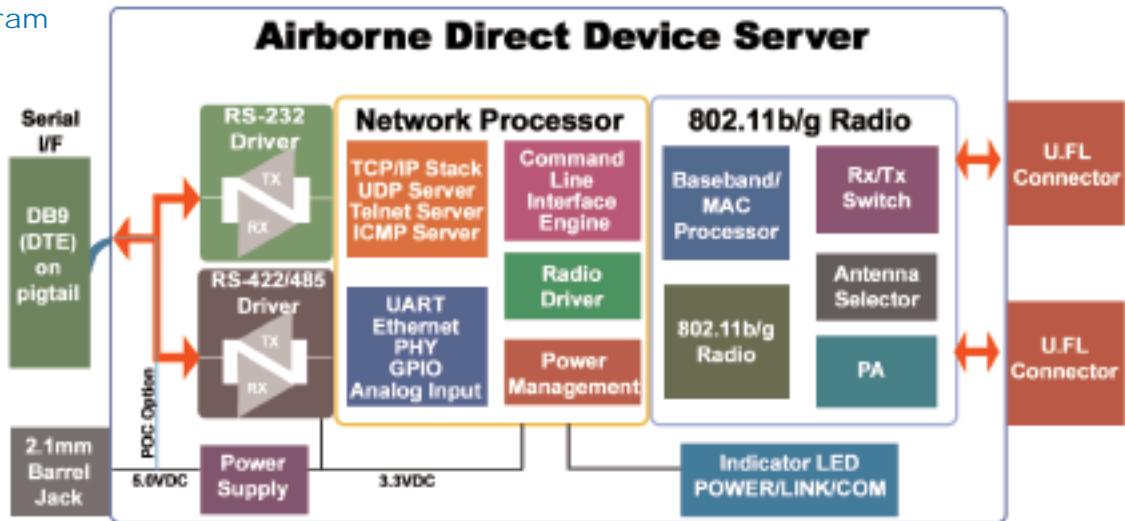 ram
Airborne Direct Device Server
Serial
I/F
DB9
(DTE)
on
pigtail
2.1mm
Barrel
Jack
RS-232
Driver
TX
RX
RS-422/485
Driver
TX
RX
POC Option
5.0VDC
Power
Supply
3.3VDC
Network Processor
TCP/IP Stack
UDP Server
Telnet Server
ICMP Server
Command
Line
Interface
Engine
UART
Ethernet
PHY
GPIO
Analog Input
Radio
Driver
Power
Management
802.11b/g Radio
Baseband/
MAC
Processor
Rx/Tx
Switch
802.11b/g
Radio
Antenna
Selector
PA
Indicator LED
POWER/LINK/COM
U.FL
Connector
U.FL
Connector